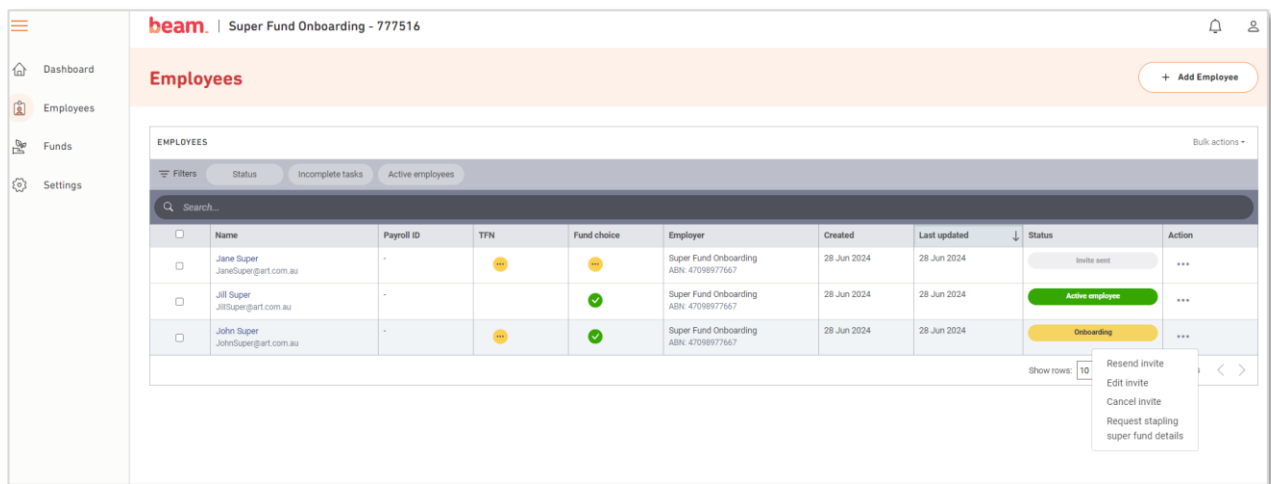 beam. | Super Fund Onboarding - 777516
Dashboard
Employees
Funds
Settings
Employees
+ Add Employee
EMPLOYEES
Bulk actions
Filters
Status
Incomplete tasks
Active employees
Search...
Name
Payroll ID
TFN
Fund choice
Employer
Created
Last updated
Status
Action
Jane Super
JaneSuper@art.com.au
-
Super Fund Onboarding
ABN: 47098977667
28 Jun 2024
28 Jun 2024
Invite sent
Jill Super
JillSuper@art.com.au
-
Super Fund Onboarding
ABN: 47098977667
28 Jun 2024
28 Jun 2024
Active employee
John Super
JohnSuper@art.com.au
-
Super Fund Onboarding
ABN: 47098977667
28 Jun 2024
28 Jun 2024
Onboarding
Show rows: 10
Resend invite
Edit invite
Cancel invite
Request stapling
super fund details